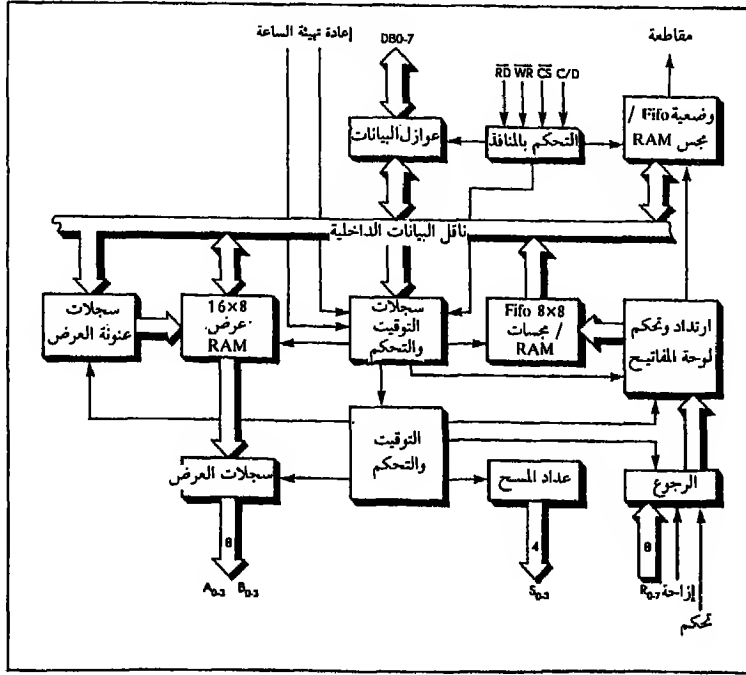 إعادة تهيئة الساعة
DB0-7
RD WR CS C/D
مقاطعة
عوازل البيانات
التحكم بالمنافذ
وضعية Fifo /
مجس RAM
ناقل البيانات الداخلية
سجلات
عنونة العرض
16×8
عرض
RAM
سجلات
التوقيت
والتحكم
Fifo 8×8
/ مجسات
RAM
ارتداد وتحكم
لوحة المفاتيح
التوقيت
والتحكم
سجلات العرض
عداد المسح
الرجوع
8
4
8
A0-3 B0-3
S0-3
R0-7 إزاحة
تحكم